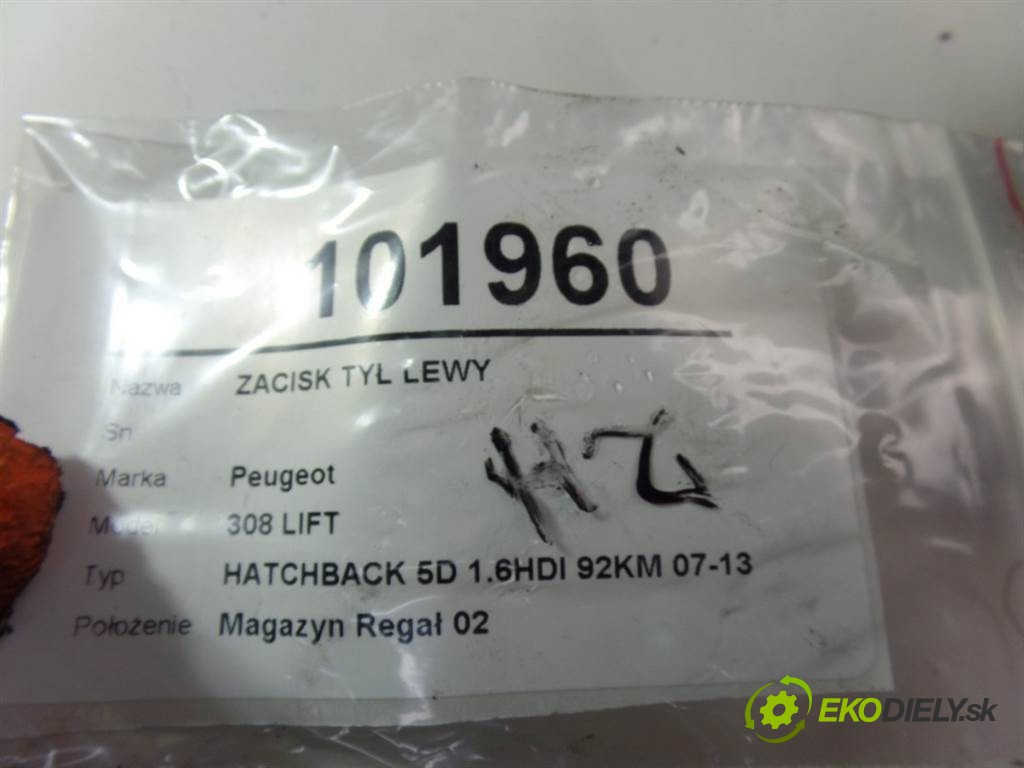 101960
Nazwa ZACISK TYŁ LEWY
Sn
Marka Peugeot
Model 308 LIFT
Typ HATCHBACK 5D 1.6HDI 92KM 07-13
Położenie Magazyn Regał 02
EKODIELY.sk